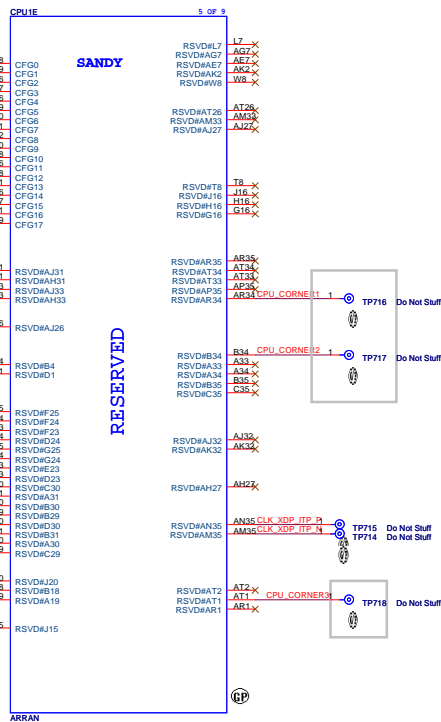 CPU1E 5 OF 9
SANDY
CFG0
CFG1
CFG2
CFG3
CFG4
CFG5
CFG6
CFG7
CFG8
CFG9
CFG10
CFG11
CFG12
CFG13
CFG14
CFG15
CFG16
CFG17
RSVD#AJ31
RSVD#AH31
RSVD#AJ33
RSVD#AH33
RSVD#AJ26
RSVD#B4
RSVD#D1
RSVD#F25
RSVD#F24
RSVD#F23
RSVD#D24
RSVD#G25
RSVD#G24
RSVD#E23
RSVD#D23
RSVD#C30
RSVD#A31
RSVD#B30
RSVD#B29
RSVD#D30
RSVD#B31
RSVD#A30
RSVD#C29
RSVD#J20
RSVD#B18
RSVD#A19
RSVD#J15
RESERVED
RSVD#L7 L7
RSVD#AG7 AG7
RSVD#AE7 AE7
RSVD#AK2 AK2
RSVD#W8 W8
RSVD#AT26 AT26
RSVD#AM33 AM33
RSVD#AJ27 AJ27
RSVD#T8 T8
RSVD#J16 J16
RSVD#H16 H16
RSVD#G16 G16
RSVD#AR35 AR35
RSVD#AT34 AT34
RSVD#AT33 AT33
RSVD#AP35 AP35
RSVD#AR34 AR34 CPU_CORNER1 1 TP716 Do Not Stuff
RSVD#B34 B34 CPU_CORNER2 1 TP717 Do Not Stuff
RSVD#A33 A33
RSVD#A34 A34
RSVD#B35 B35
RSVD#C35 C35
RSVD#AJ32 AJ32
RSVD#AK32 AK32
RSVD#AH27 AH27
RSVD#AN35 AN35 CLK_XDP_ITP_P 1 TP715 Do Not Stuff
RSVD#AM35 AM35 CLK_XDP_ITP_N 1 TP714 Do Not Stuff
RSVD#AT2 AT2
RSVD#AT1 AT1 CPU_CORNER3 1 TP718 Do Not Stuff
RSVD#AR1 AR1
GP
ARRAN